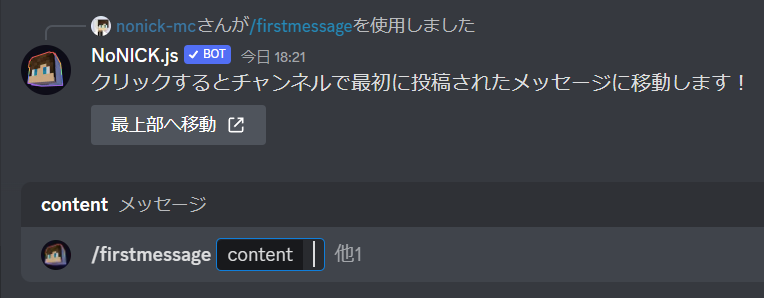 nonick-mcさんが/firstmessageを使用しました
NoNICK.js ✓ BOT 今日 18:21
クリックするとチャンネルで最初に投稿されたメッセージに移動します！
最上部へ移動
content メッセージ
/firstmessage content 他1